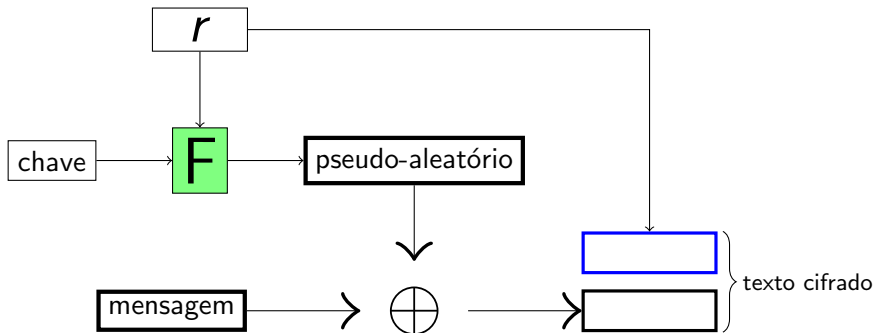 r
chave
F
pseudo-aleatório
texto cifrado
mensagem